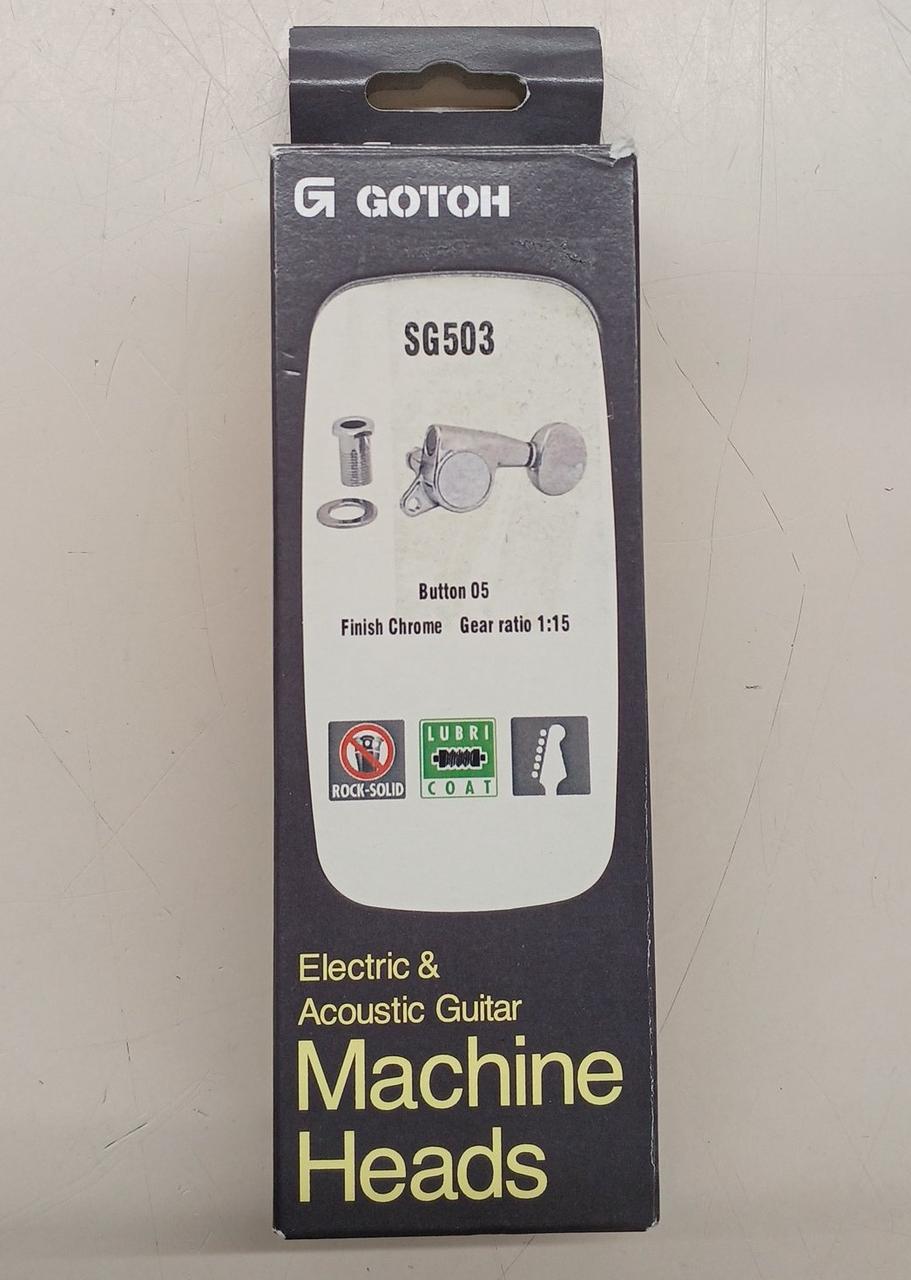 G GOTOH
SG503
Button 05
Finish Chrome Gear ratio 1:15
ROCK-SOLID
LUBRI
COAT
Electric &
Acoustic Guitar
Machine
Heads